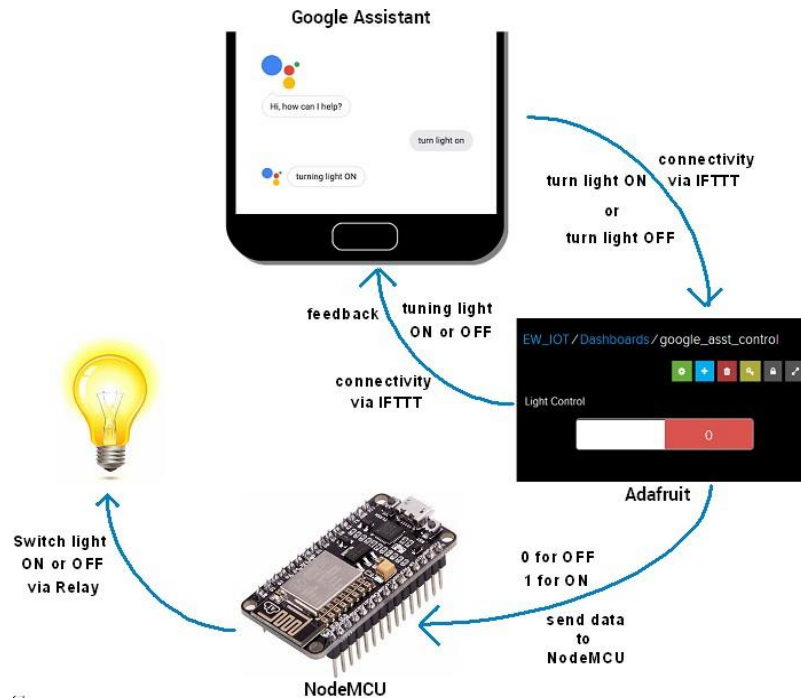 Google Assistant
Hi, how can I help?
turn light on
turning light ON
connectivity
via IFTTT
turn light ON
or
turn light OFF
feedback
tuning light
ON or OFF
connectivity
via IFTTT
EW_IOT / Dashboards / google_asst_control
Light Control
0
Adafruit
Switch light
ON or OFF
via Relay
0 for OFF
1 for ON
send data
to
NodeMCU
NodeMCU